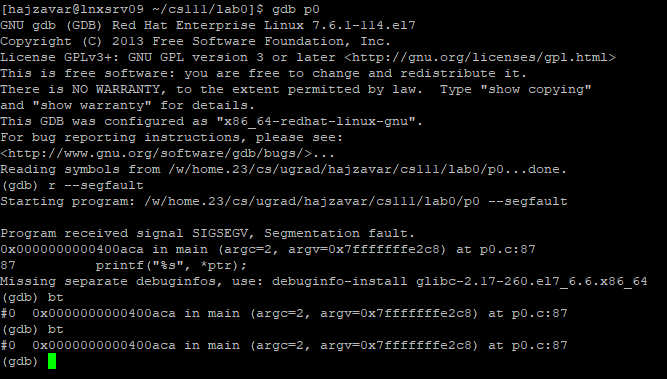 [hajzavar@lnxsrv09 ~/cs111/lab0]$ gdb p0
GNU gdb (GDB) Red Hat Enterprise Linux 7.6.1-114.el7
Copyright (C) 2013 Free Software Foundation, Inc.
License GPLv3+: GNU GPL version 3 or later <http://gnu.org/licenses/gpl.html>
This is free software: you are free to change and redistribute it.
There is NO WARRANTY, to the extent permitted by law.  Type "show copying"
and "show warranty" for details.
This GDB was configured as "x86_64-redhat-linux-gnu".
For bug reporting instructions, please see:
<http://www.gnu.org/software/gdb/bugs/>...
Reading symbols from /w/home.23/cs/ugrad/hajzavar/cs111/lab0/p0...done.
(gdb) r --segfault
Starting program: /w/home.23/cs/ugrad/hajzavar/cs111/lab0/p0 --segfault

Program received signal SIGSEGV, Segmentation fault.
0x0000000000400aca in main (argc=2, argv=0x7fffffffe2c8) at p0.c:87
87          printf("%s", *ptr);
Missing separate debuginfos, use: debuginfo-install glibc-2.17-260.el7_6.6.x86_64
(gdb) bt
#0  0x0000000000400aca in main (argc=2, argv=0x7fffffffe2c8) at p0.c:87
(gdb) bt
#0  0x0000000000400aca in main (argc=2, argv=0x7fffffffe2c8) at p0.c:87
(gdb)